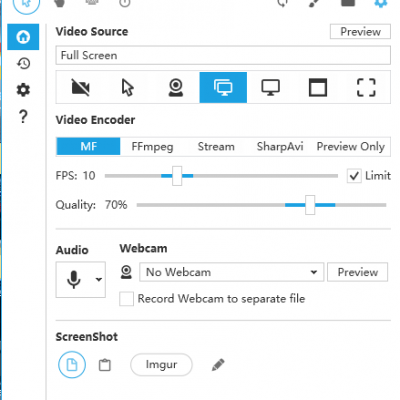 Video Source Preview
Full Screen
Video Encoder
MF FFmpeg Stream SharpAvi Preview Only
FPS: 10 Limit
Quality: 70%
Audio Webcam
No Webcam Preview
Record Webcam to separate file
ScreenShot
Imgur